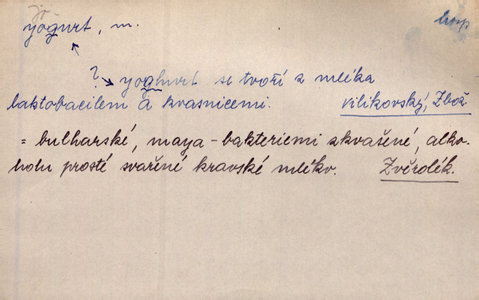 yogurt, m.
? yoghurt se tvoří z mléka
laktobacilem a kvasnicemi. Vilikovský, Zbož.
= bulharské, maya-bakteriemi zkvašené, alko-
holu prosté svařené kravské mléko. Zvěrolék.